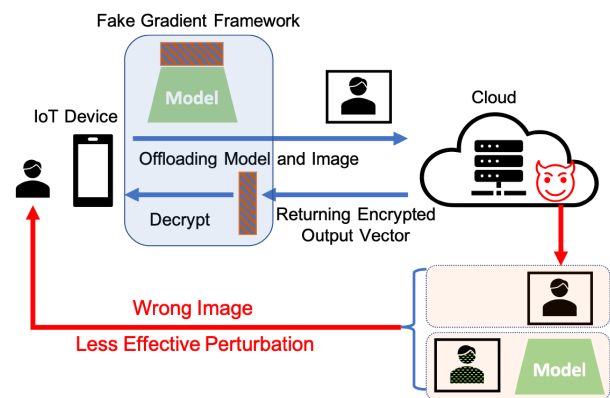 Fake Gradient Framework
Model
IoT Device
Cloud
Offloading Model and Image
Decrypt
Returning Encrypted
Output Vector
Wrong Image
Less Effective Perturbation
Model